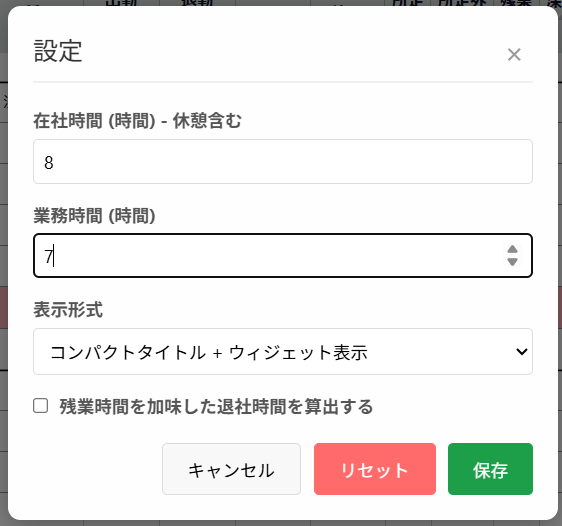 設定
×
在社時間 (時間) - 休憩含む
8
業務時間 (時間)
7
表示形式
コンパクトタイトル + ウィジェット表示
残業時間を加味した退社時間を算出する
キャンセル リセット 保存